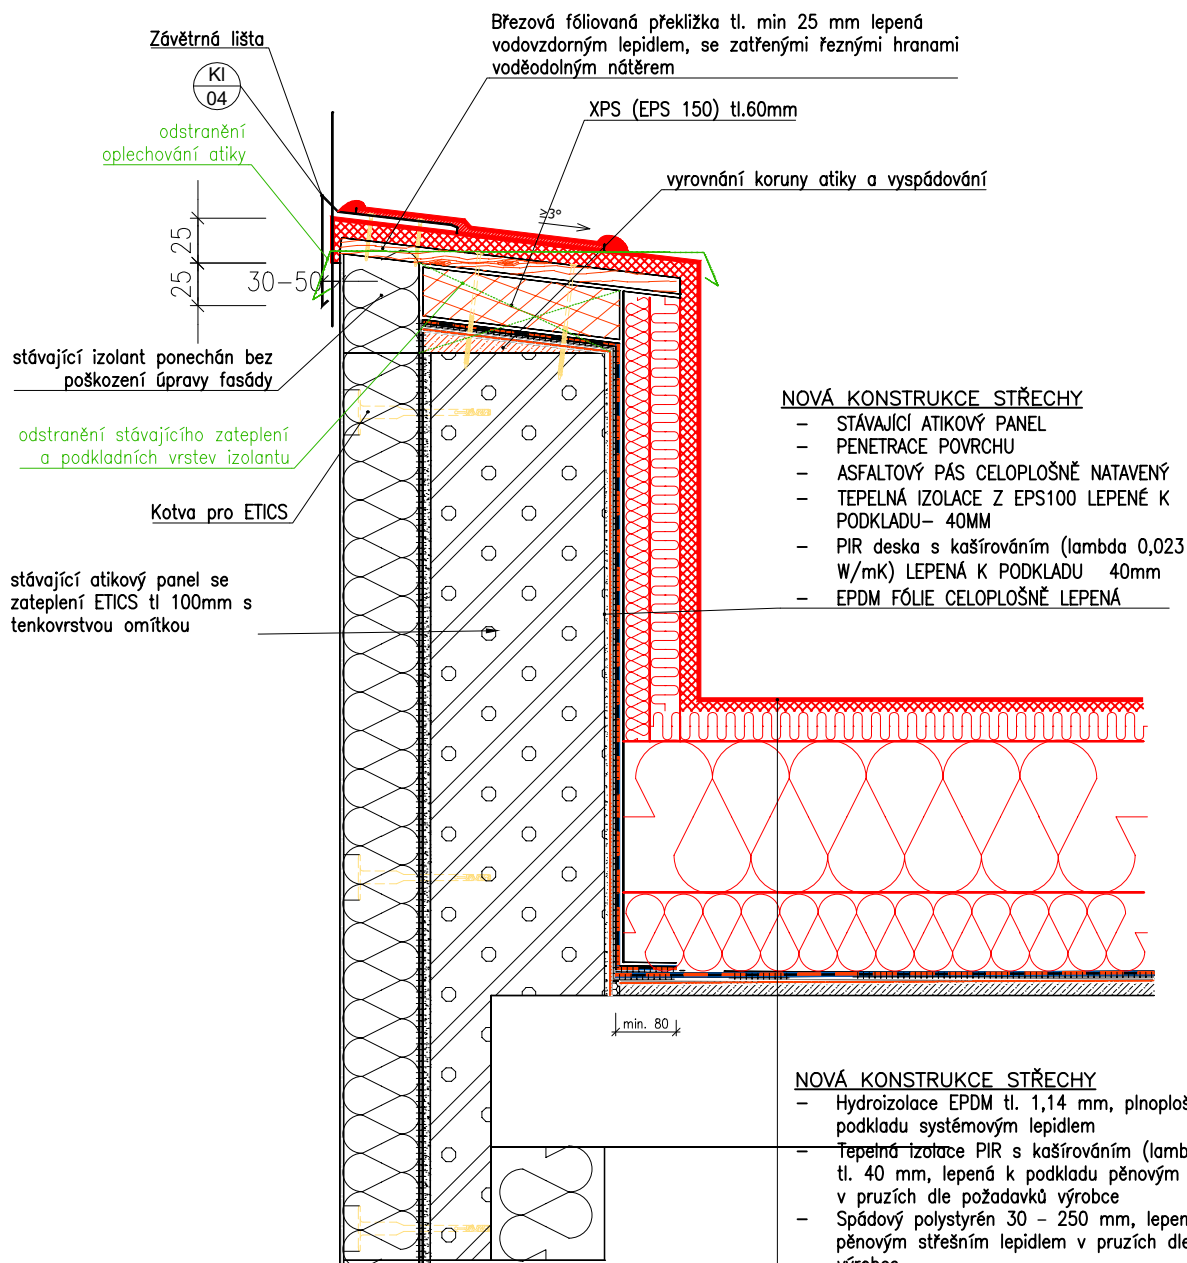 Březová fóliovaná překližka tl. min 25 mm lepená
vodovzdorným lepidlem, se zatřenými řeznými hranami
voděodolným nátěrem
Závětrná lišta
KI
04
XPS (EPS 150) tl.60mm
odstranění
oplechování atiky
vyrovnání koruny atiky a vyspádování
≥3°
25
25
30-50
stávající izolant ponechán bez
poškození úpravy fasády
odstranění stávajícího zateplení
a podkladních vrstev izolantu
Kotva pro ETICS
stávající atikový panel se
zateplení ETICS tl 100mm s
tenkovrstvou omítkou
NOVÁ KONSTRUKCE STŘECHY
- STÁVAJÍCÍ ATIKOVÝ PANEL
- PENETRACE POVRCHU
- ASFALTOVÝ PÁS CELOPLOŠNĚ NATAVENÝ
- TEPELNÁ IZOLACE Z EPS100 LEPENÉ K
PODKLADU- 40MM
- PIR deska s kašírováním (lambda 0,023
W/mK) LEPENÁ K PODKLADU 40mm
- EPDM FÓLIE CELOPLOŠNĚ LEPENÁ
min. 80
NOVÁ KONSTRUKCE STŘECHY
- Hydroizolace EPDM tl. 1,14 mm, plnoploš
podkladu systémovým lepidlem
- Tepelná izolace PIR s kašírováním (lamb
tl. 40 mm, lepená k podkladu pěnovým
v pruzích dle požadavků výrobce
- Spádový polystyrén 30 - 250 mm, lepen
pěnovým střešním lepidlem v pruzích dle
výrobce